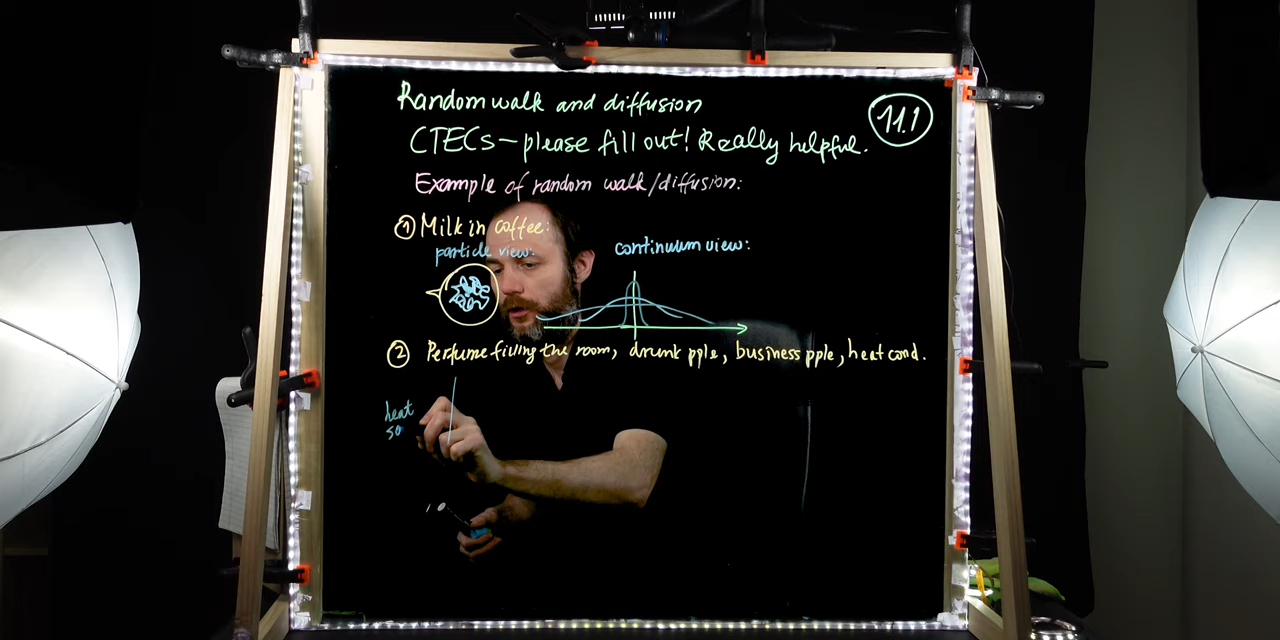 Random walk and diffusion
11.1
CTECs – please fill out! Really helpful.
Example of random walk/diffusion:
① Milk in coffee:
particle view:
continuum view:
② Perfume filling the room, drunk pple, business pple, heat cond.
heat
so